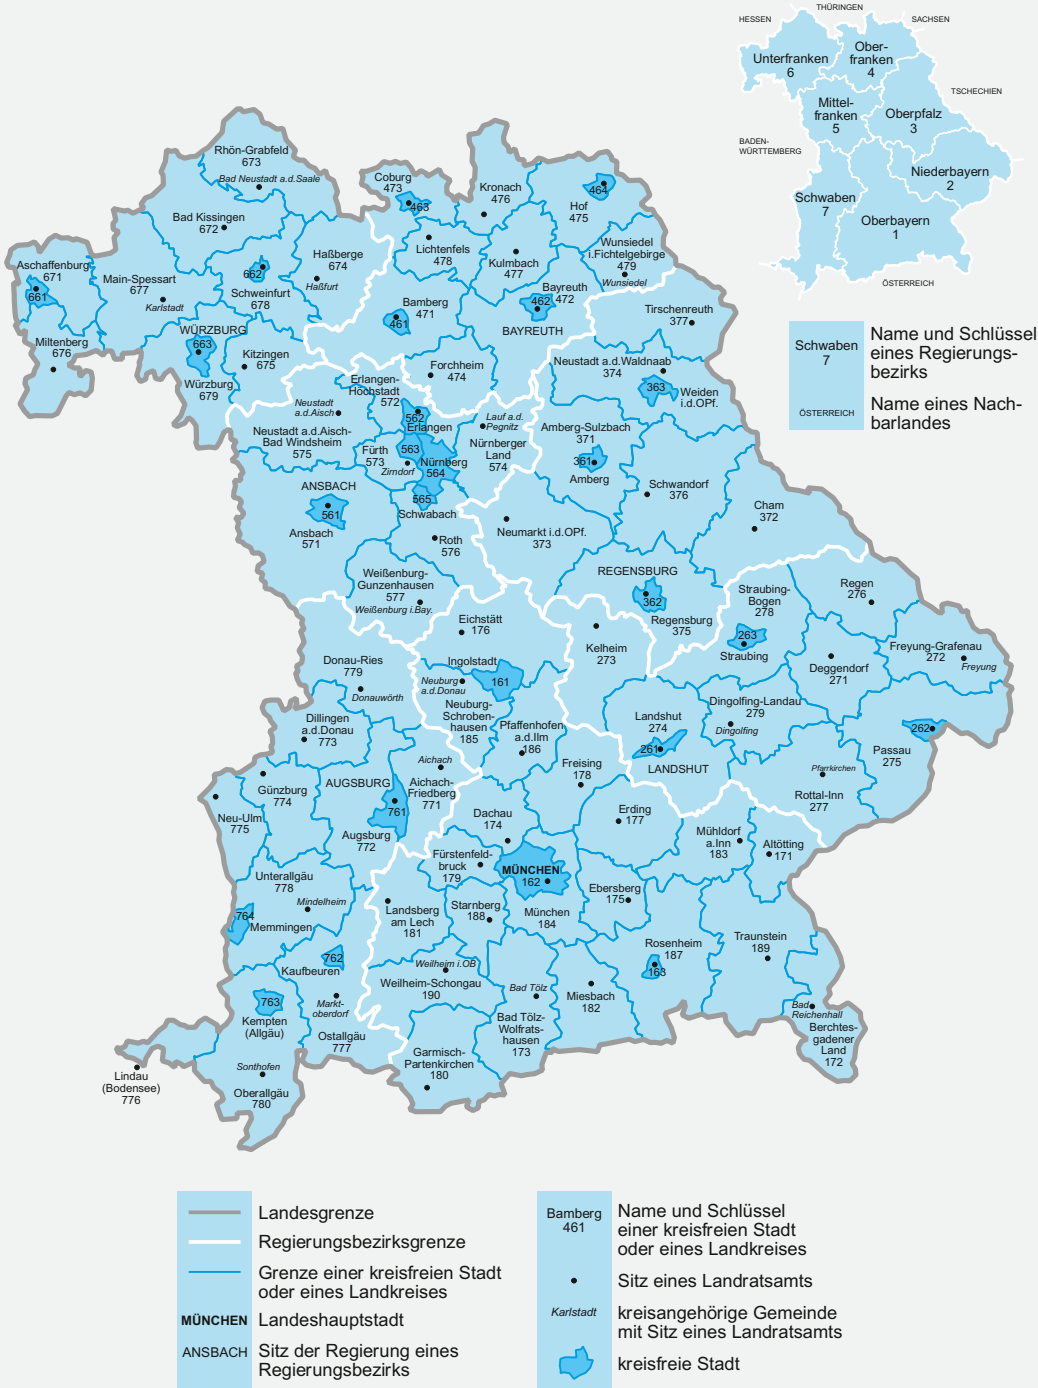 THÜRINGEN
HESSEN
SACHSEN
Unterfranken
6
Ober-
franken
4
TSCHECHIEN
Mittel-
franken
5
Oberpfalz
3
BADEN-
WÜRTTEMBERG
Niederbayern
2
Schwaben
7
Oberbayern
1
ÖSTERREICH
Schwaben
7
Name und Schlüssel
eines Regierungs-
bezirks
ÖSTERREICH
Name eines Nach-
barlandes
Rhön-Grabfeld
673
Bad Neustadt a.d.Saale
Coburg
473
463
Kronach
476
464
Hof
475
Bad Kissingen
672
Lichtenfels
478
Kulmbach
477
Wunsiedel
i.Fichtelgebirge
479
Wunsiedel
Aschaffenburg
671
661
Main-Spessart
677
Karlstadt
662
Schweinfurt
678
Haßberge
674
Haßfurt
Bamberg
471
461
Bayreuth
472
462
BAYREUTH
Tirschenreuth
377
Miltenberg
676
WÜRZBURG
663
Würzburg
679
Kitzingen
675
Forchheim
474
Neustadt a.d.Waldnaab
374
363
Weiden
i.d.OPf.
Erlangen-
Höchstadt
572
562
Erlangen
Neustadt
a.d.Aisch
Neustadt a.d.Aisch-
Bad Windsheim
575
Lauf a.d.
Pegnitz
Nürnberger
Land
574
Fürth
573
563
Zirndorf
Nürnberg
564
565
Schwabach
Amberg-Sulzbach
371
361
Amberg
Schwandorf
376
ANSBACH
561
Ansbach
571
Roth
576
Neumarkt i.d.OPf.
373
Cham
372
Weißenburg-
Gunzenhausen
577
Weißenburg i.Bay.
REGENSBURG
362
Regensburg
375
Straubing-
Bogen
278
263
Straubing
Regen
276
Eichstätt
176
Kelheim
273
Deggendorf
271
Freyung-Grafenau
272
Freyung
Donau-Ries
779
Donauwörth
Ingolstadt
161
Neuburg
a.d.Donau
Neuburg-
Schroben-
hausen
185
Pfaffenhofen
a.d.Ilm
186
Landshut
274
261
LANDSHUT
Dingolfing-Landau
279
Dingolfing
262
Passau
275
Dillingen
a.d.Donau
773
Aichach
Aichach-
Friedberg
771
Freising
178
Pfarrkirchen
Rottal-Inn
277
Günzburg
774
Neu-Ulm
775
AUGSBURG
761
Augsburg
772
Dachau
174
Erding
177
Mühldorf
a.Inn
183
Altötting
171
Fürstenfeld-
bruck
179
MÜNCHEN
162
München
184
Ebersberg
175
Unterallgäu
778
Mindelheim
764
Memmingen
Landsberg
am Lech
181
Starnberg
188
Rosenheim
187
163
Traunstein
189
762
Kaufbeuren
Weilheim i.OB
Weilheim-Schongau
190
Bad Tölz
Bad Tölz-
Wolfrats-
hausen
173
Miesbach
182
763
Kempten
(Allgäu)
Markt-
oberdorf
Ostallgäu
777
Bad
Reichenhall
Berchtes-
gadener
Land
172
Garmisch-
Partenkirchen
180
Lindau
(Bodensee)
776
Sonthofen
Oberallgäu
780
Landesgrenze
Regierungsbezirksgrenze
Grenze einer kreisfreien Stadt
oder eines Landkreises
MÜNCHEN Landeshauptstadt
ANSBACH Sitz der Regierung eines
Regierungsbezirks
Bamberg
461
Name und Schlüssel
einer kreisfreien Stadt
oder eines Landkreises
Sitz eines Landratsamts
Karlstadt
kreisangehörige Gemeinde
mit Sitz eines Landratsamts
kreisfreie Stadt